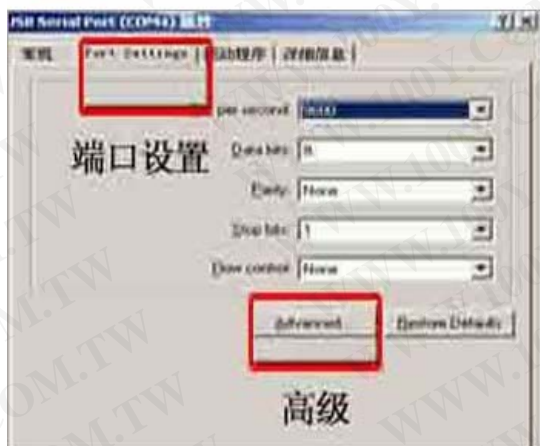 USB Serial Port (COM4) 属性
常规 Port Settings 驱动程序 详细信息
per second: 9600
端口设置
Data bits: 8
Parity: None
Stop bits: 1
Flow control: None
Advanced... Restore Defaults
高级